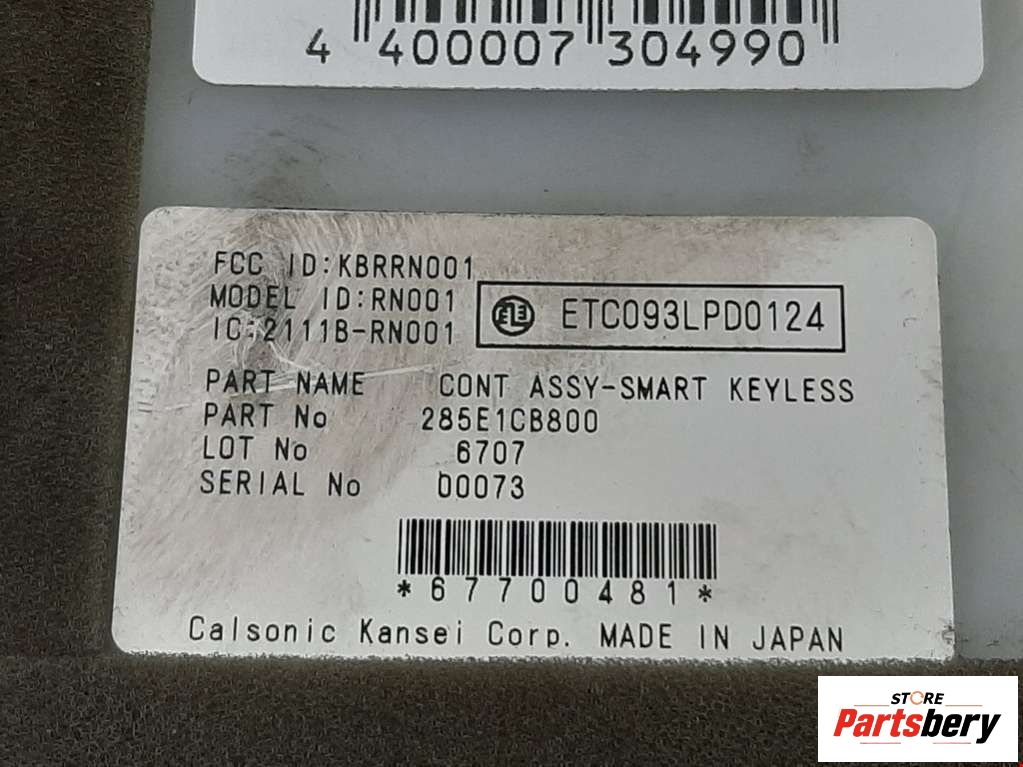 4 400007 304990
FCC ID:KBRRN001
MODEL ID:RN001
IC:2111B-RN001
ETC093LPD0124
PART NAME CONT ASSY-SMART KEYLESS
PART No 285E1CB800
LOT No 6707
SERIAL No 00073
*67700481*
Calsonic Kansei Corp. MADE IN JAPAN
STORE
Partsbery